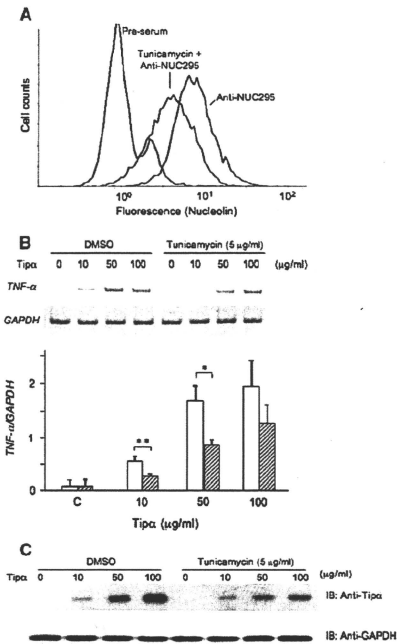 A
Pre-serum
Tunicamycin +
Anti-NUC295
Anti-NUC295
Cell counts
10⁰ 10¹ 10²
Fluorescence (Nucleolin)
B
DMSO Tunicamycin (5 µg/ml)
Tipα 0 10 50 100 0 10 50 100 (µg/ml)
TNF-α
GAPDH
TNF-α/GAPDH
2
1
0
** *
C 10 50 100
Tipα (µg/ml)
C
DMSO Tunicamycin (5 µg/ml)
Tipα 0 10 50 100 0 10 50 100 (µg/ml)
IB: Anti-Tipα
IB: Anti-GAPDH